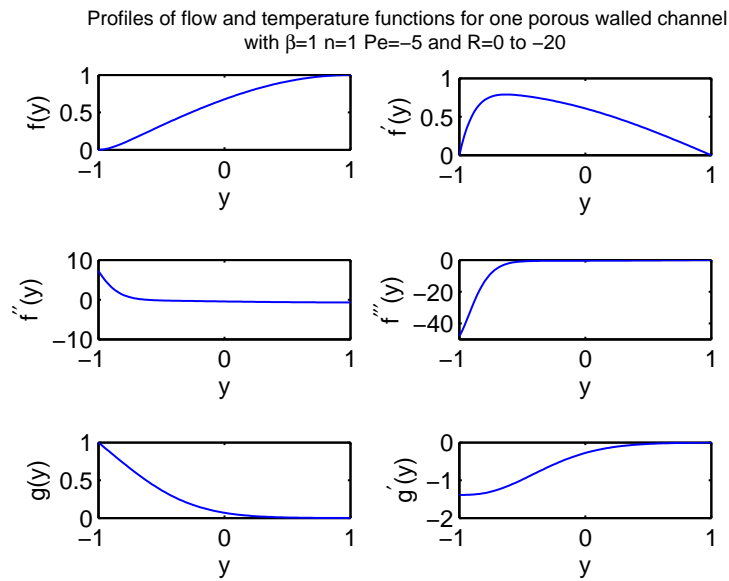 Profiles of flow and temperature functions for one porous walled channel
with β=1 n=1 Pe=−5 and R=0 to −20
1
0.5
0
−1
0
1
y
f(y)
1
0.5
0
−1
0
1
y
f′(y)
10
0
−10
−1
0
1
y
f′′(y)
0
−20
−40
−1
0
1
y
f′′′(y)
1
0.5
0
−1
0
1
y
g(y)
0
−1
−2
−1
0
1
y
g′(y)